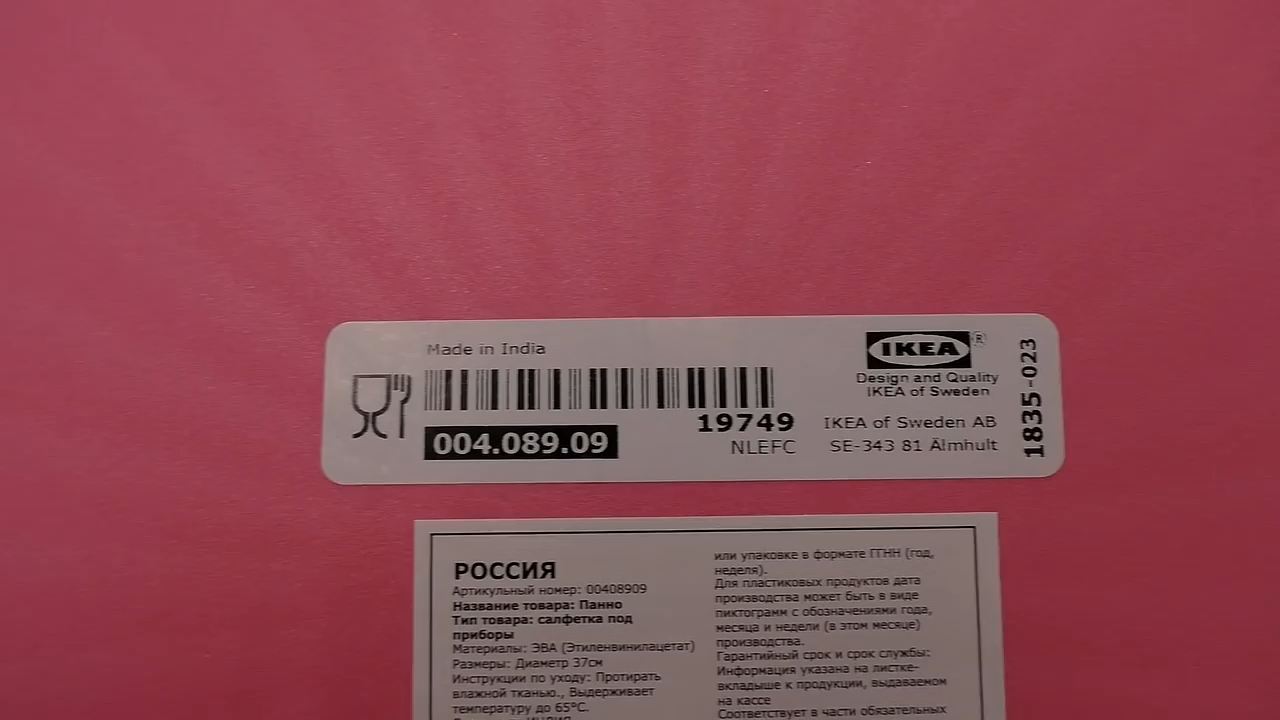 Made in India
004.089.09
19749
NLEFC
IKEA®
Design and Quality
IKEA of Sweden
IKEA of Sweden AB
SE-343 81 Älmhult
1835-023
РОССИЯ
Артикульный номер: 00408909
Название товара: Панно
Тип товара: салфетка под
приборы
Материалы: ЭВА (Этиленвинилацетат)
Размеры: Диаметр 37см
Инструкции по уходу: Протирать
влажной тканью., Выдерживает
температуру до 65°C.
или упаковке в формате ГГНН (год,
неделя).
Для пластиковых продуктов дата
производства может быть в виде
пиктограмм с обозначениями года,
месяца и недели (в этом месяце)
производства.
Гарантийный срок и срок службы:
Информация указана на листке-
вкладыше к продукции, выдаваемом
на кассе
Соответствует в части обязательных